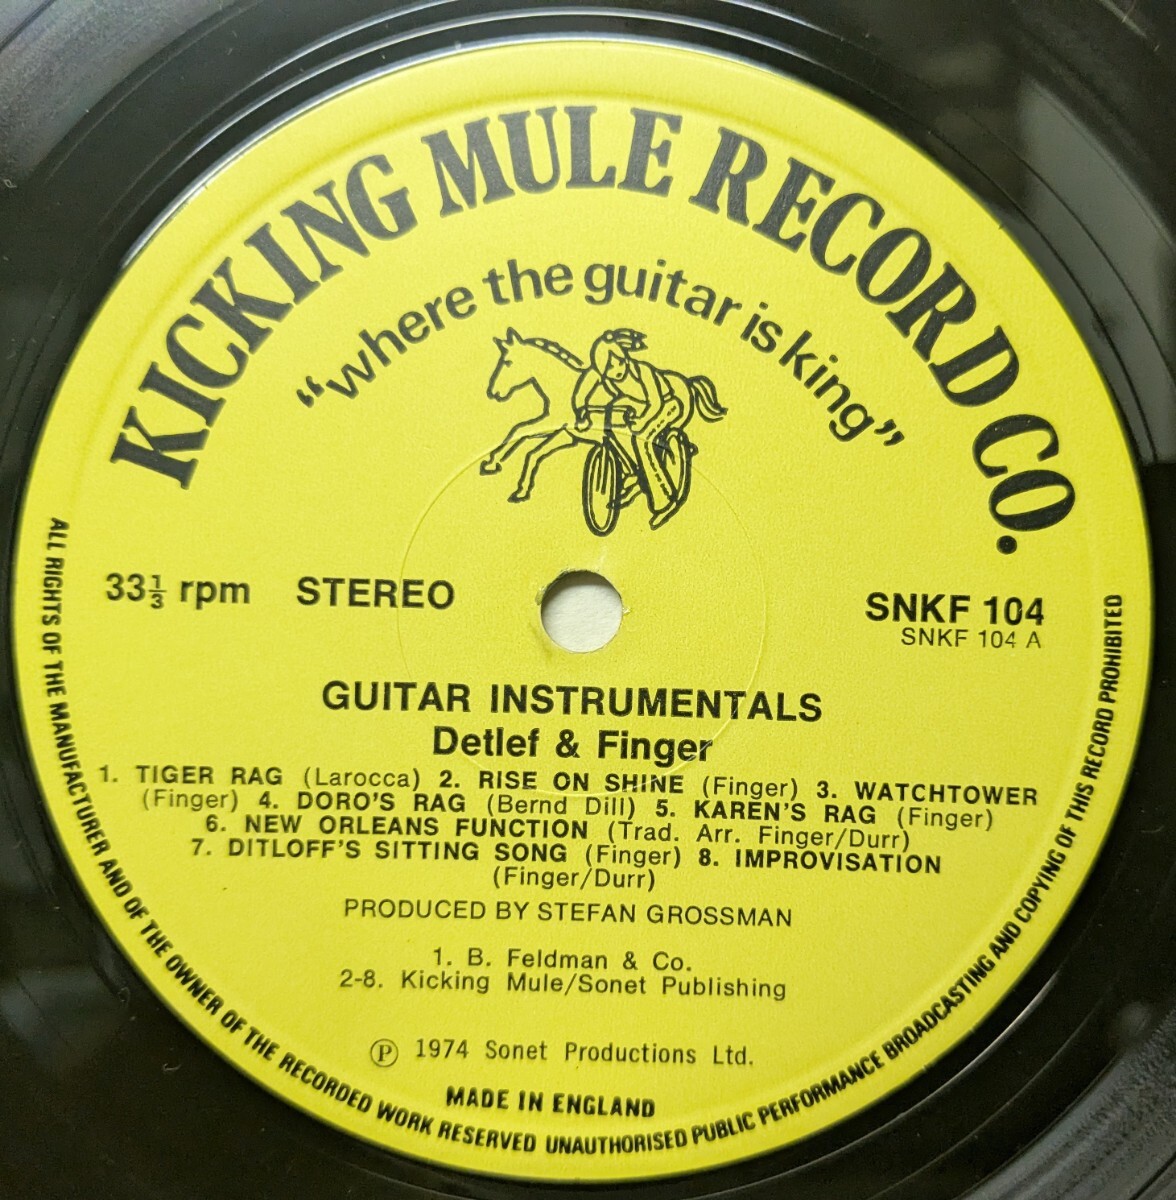 KICKING MULE RECORD CO.
"where the guitar is king"
33⅓ rpm STEREO
SNKF 104
SNKF 104 A
GUITAR INSTRUMENTALS
Detlef & Finger
1. TIGER RAG (Larocca) 2. RISE ON SHINE (Finger) 3. WATCHTOWER
(Finger) 4. DORO'S RAG (Bernd Dill) 5. KAREN'S RAG (Finger)
6. NEW ORLEANS FUNCTION (Trad. Arr. Finger/Durr)
7. DITLOFF'S SITTING SONG (Finger) 8. IMPROVISATION
(Finger/Durr)
PRODUCED BY STEFAN GROSSMAN
1. B. Feldman & Co.
2-8. Kicking Mule/Sonet Publishing
Ⓟ 1974 Sonet Productions Ltd.
MADE IN ENGLAND
ALL RIGHTS OF THE MANUFACTURER AND OF THE OWNER OF THE RECORDED WORK RESERVED UNAUTHORISED PUBLIC PERFORMANCE BROADCASTING AND COPYING OF THIS RECORD PROHIBITED